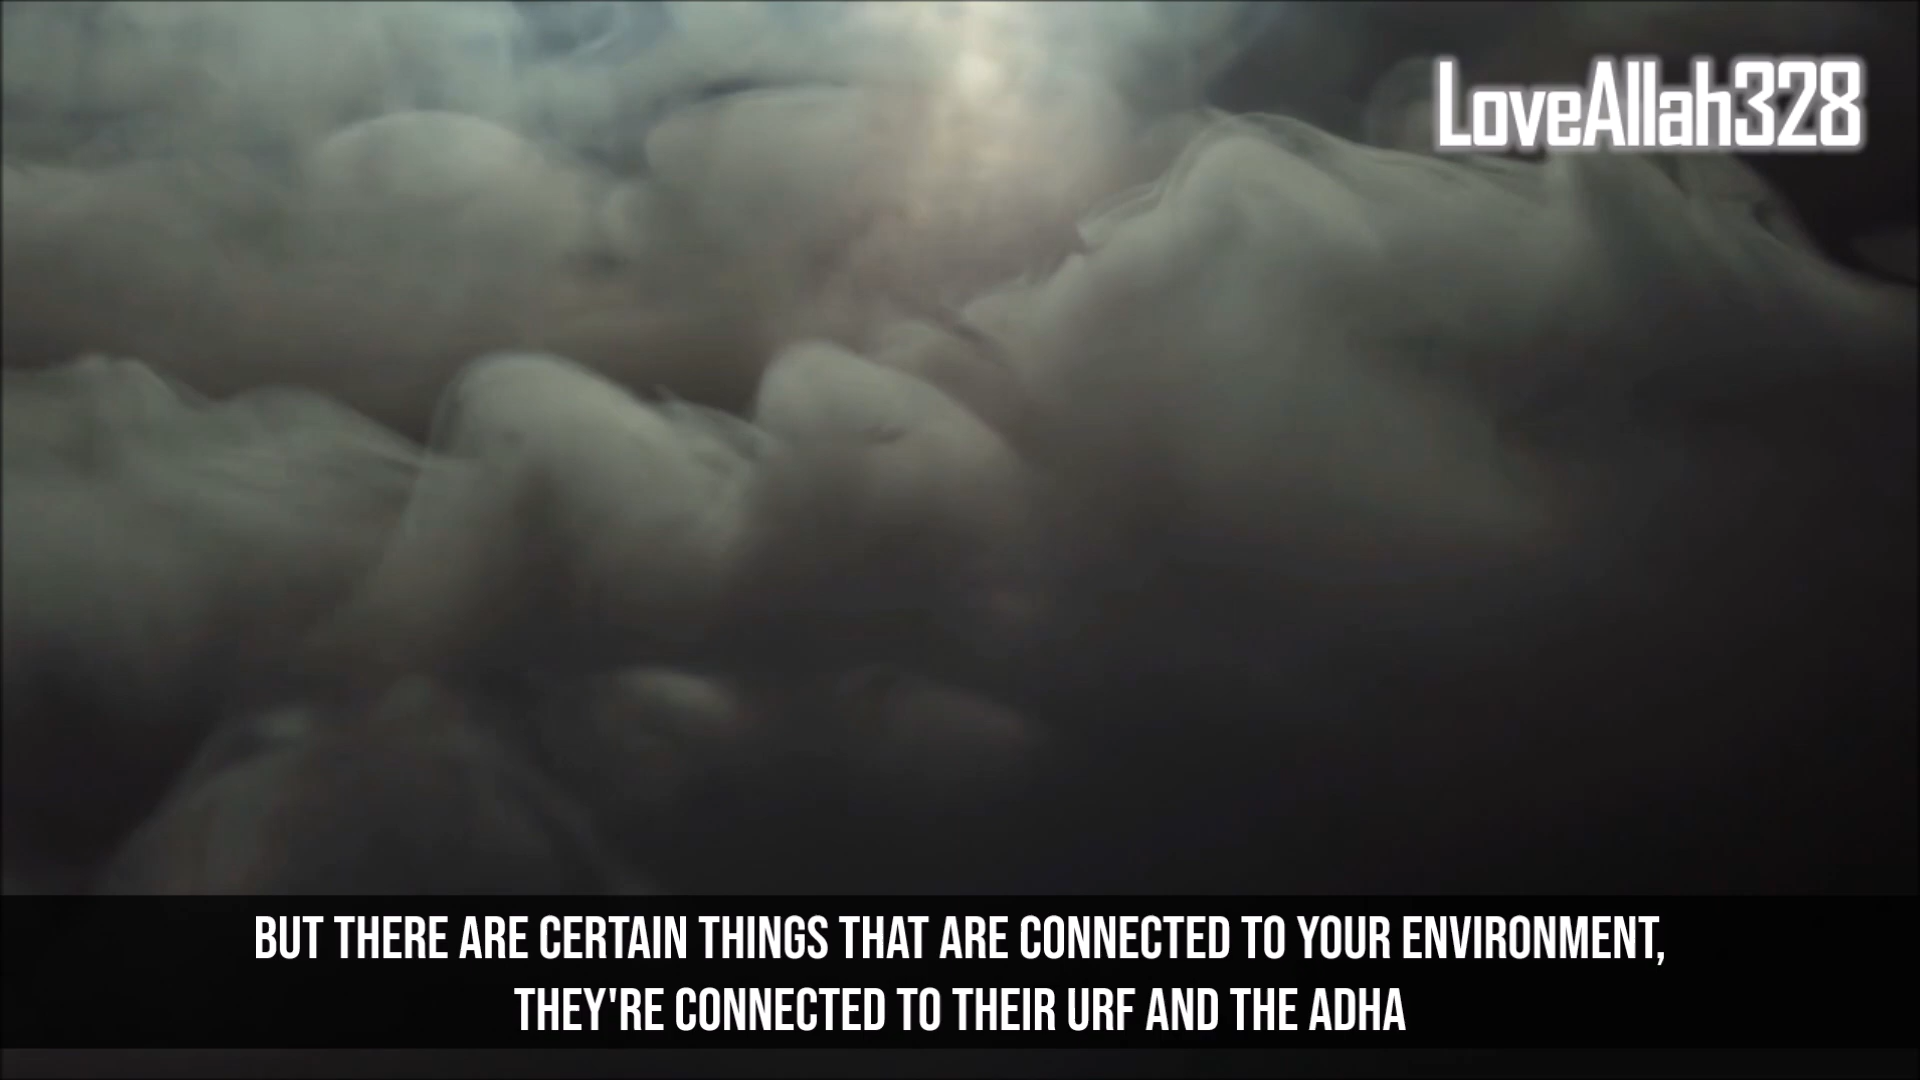 LoveAllah328
BUT THERE ARE CERTAIN THINGS THAT ARE CONNECTED TO YOUR ENVIRONMENT,
THEY'RE CONNECTED TO THEIR URF AND THE ADHA